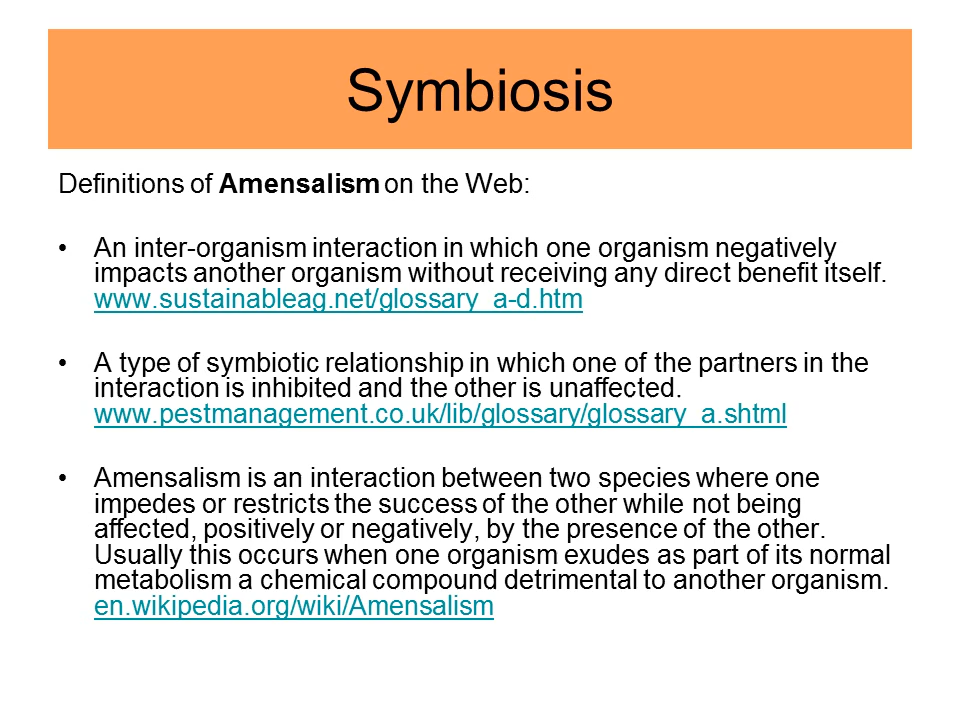 Symbiosis
Definitions of Amensalism on the Web:
• An inter-organism interaction in which one organism negatively
impacts another organism without receiving any direct benefit itself.
www.sustainableag.net/glossary_a-d.htm
• A type of symbiotic relationship in which one of the partners in the
interaction is inhibited and the other is unaffected.
www.pestmanagement.co.uk/lib/glossary/glossary_a.shtml
• Amensalism is an interaction between two species where one
impedes or restricts the success of the other while not being
affected, positively or negatively, by the presence of the other.
Usually this occurs when one organism exudes as part of its normal
metabolism a chemical compound detrimental to another organism.
en.wikipedia.org/wiki/Amensalism